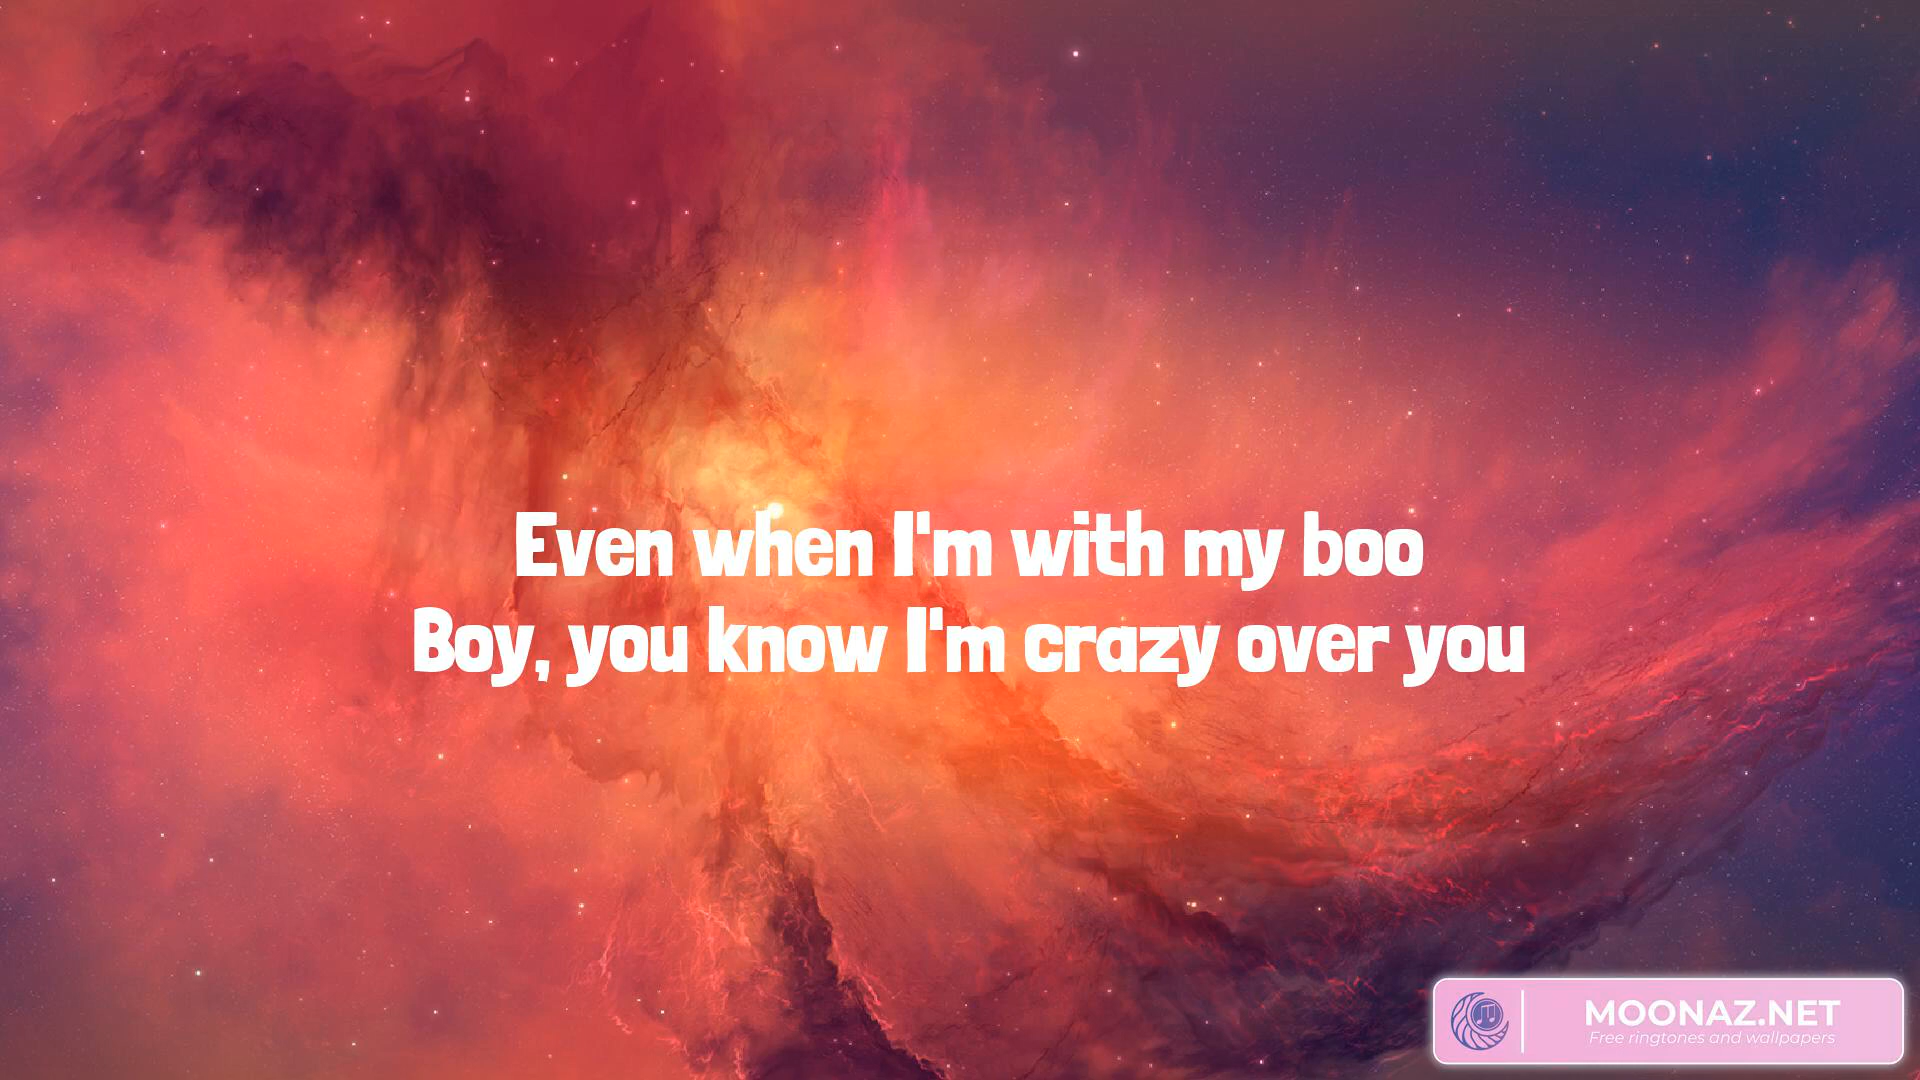 Even when I'm with my boo
Boy, you know I'm crazy over you
MOONAZ.NET
Free ringtones and wallpapers